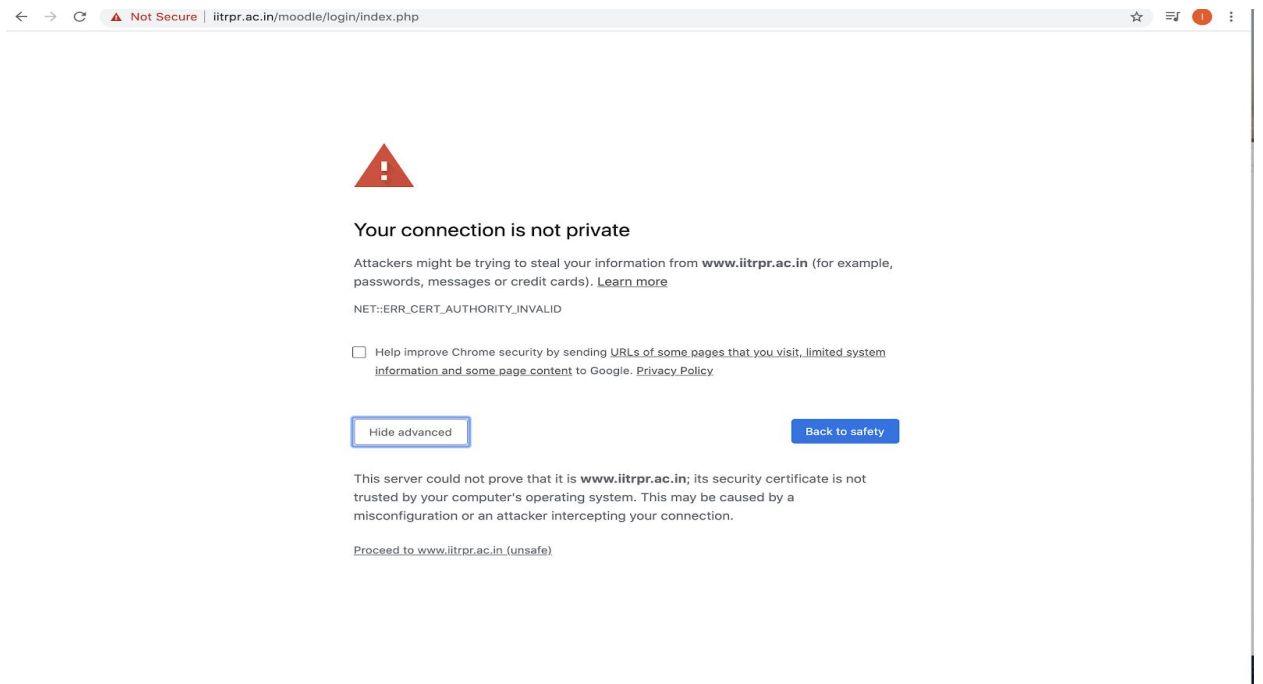 Not Secure | iitrpr.ac.in/moodle/login/index.php
Your connection is not private
Attackers might be trying to steal your information from www.iitrpr.ac.in (for example,
passwords, messages or credit cards). Learn more
NET::ERR_CERT_AUTHORITY_INVALID
Help improve Chrome security by sending URLs of some pages that you visit, limited system
information and some page content to Google. Privacy Policy
Hide advanced
Back to safety
This server could not prove that it is www.iitrpr.ac.in; its security certificate is not
trusted by your computer's operating system. This may be caused by a
misconfiguration or an attacker intercepting your connection.
Proceed to www.iitrpr.ac.in (unsafe)